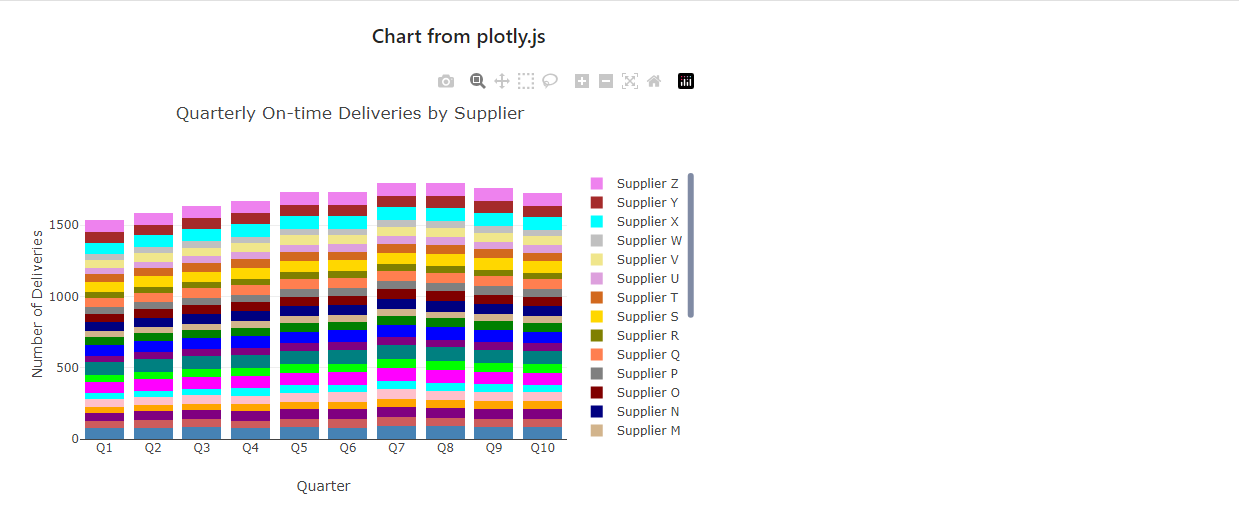 Chart from plotly.js
Quarterly On-time Deliveries by Supplier
Number of Deliveries
1500
1000
500
0
Q1 Q2 Q3 Q4 Q5 Q6 Q7 Q8 Q9 Q10
Quarter
Supplier Z
Supplier Y
Supplier X
Supplier W
Supplier V
Supplier U
Supplier T
Supplier S
Supplier R
Supplier Q
Supplier P
Supplier O
Supplier N
Supplier M